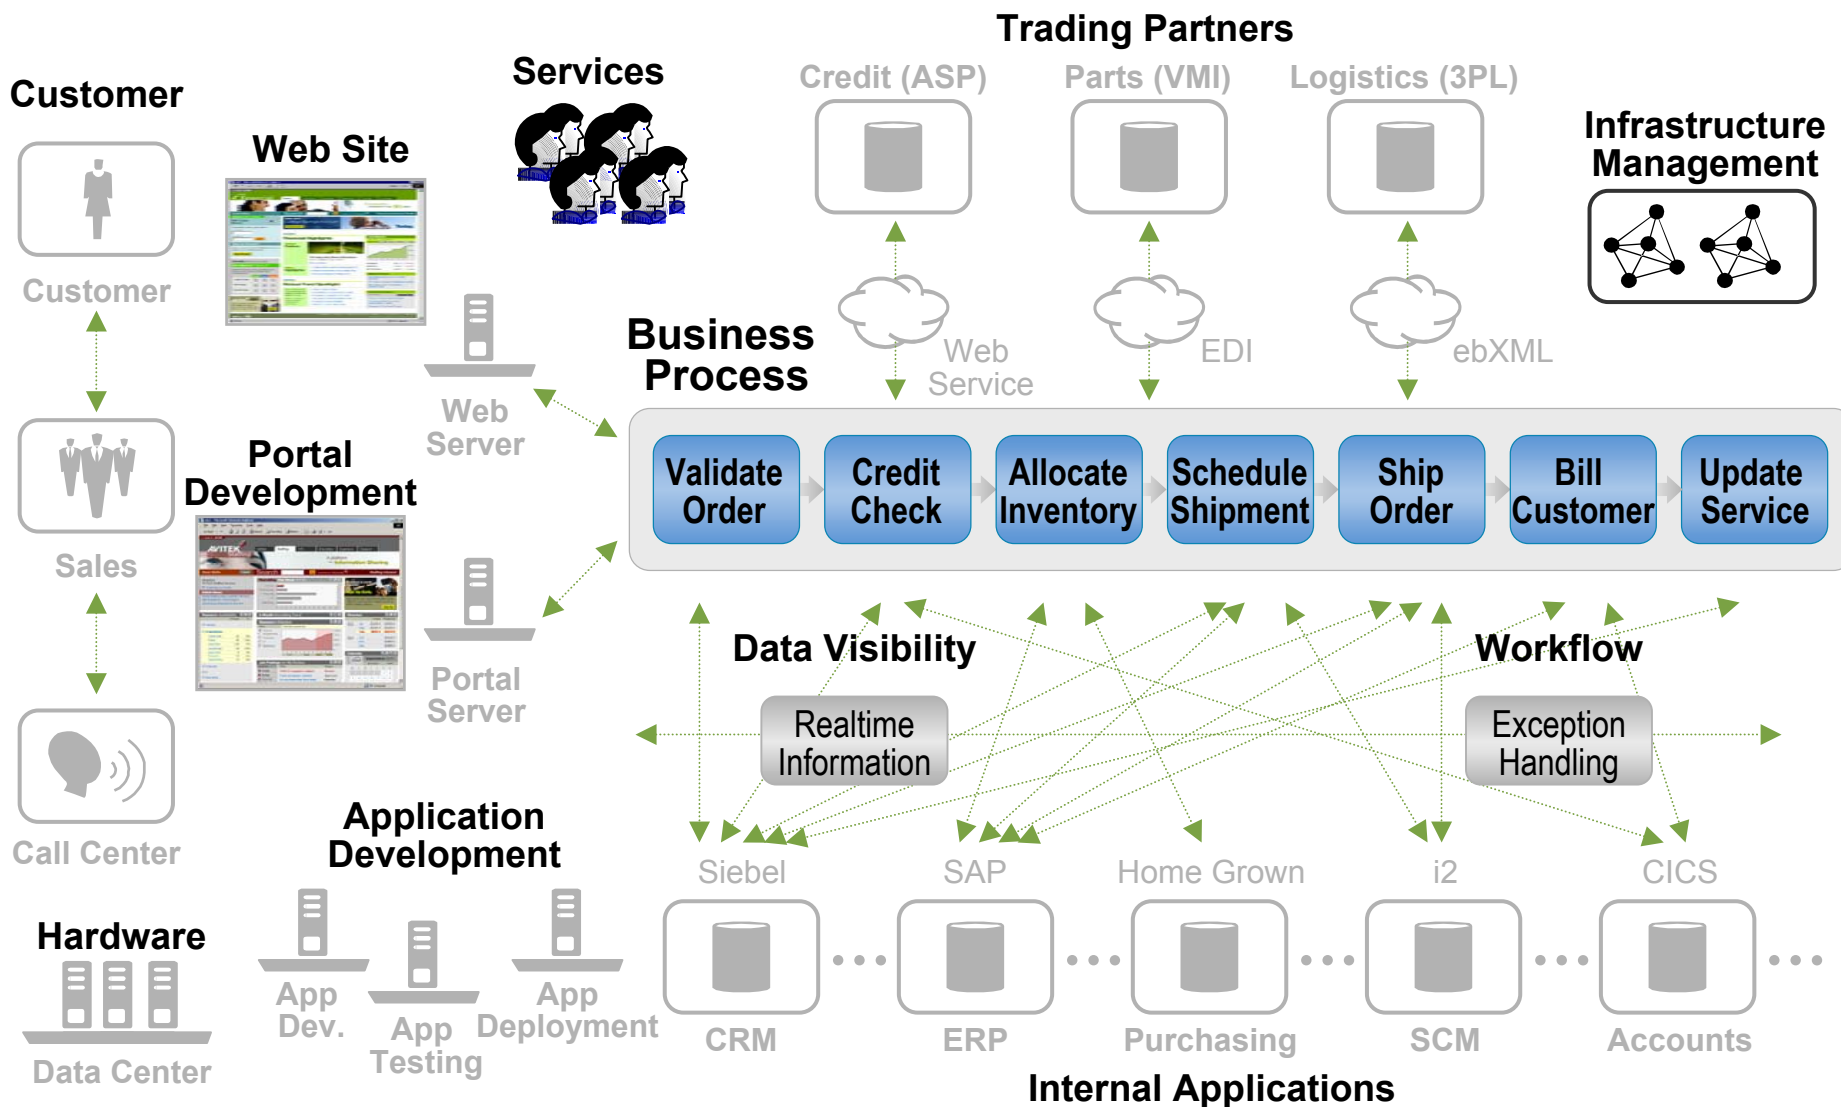 Trading Partners
Services
Credit (ASP)
Parts (VMI)
Logistics (3PL)
Customer
Web Site
Infrastructure
Management
Customer
Business
Process
Web
Service
EDI
ebXML
Web
Server
Portal
Development
Validate
Order
Credit
Check
Allocate
Inventory
Schedule
Shipment
Ship
Order
Bill
Customer
Update
Service
AVITEK
Information Sharing
Sales
Portal
Server
Data Visibility
Workflow
Realtime
Information
Exception
Handling
Call Center
Application
Development
Siebel
SAP
Home Grown
i2
CICS
Hardware
App
Dev.
App
Testing
App
Deployment
CRM
ERP
Purchasing
SCM
Accounts
Data Center
Internal Applications